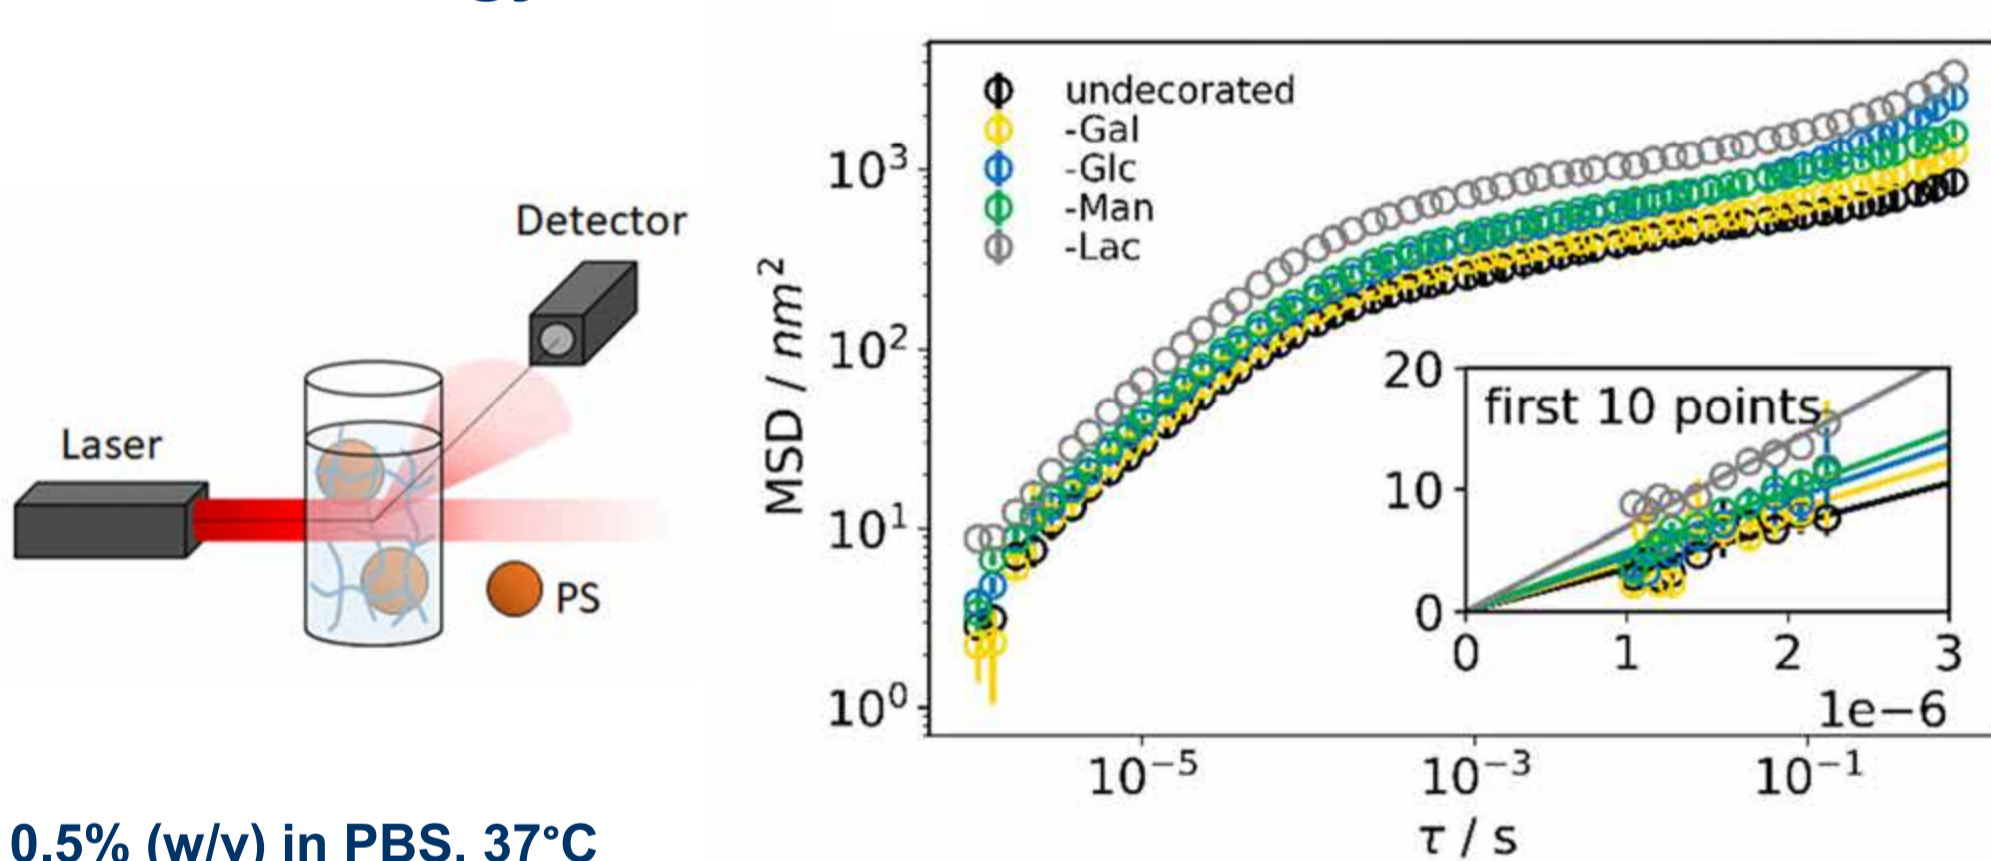 Detector
Laser
PS
0.5% (w/v) in PBS, 37°C
undecorated
-Gal
-Glc
-Man
-Lac
MSD / nm²
10³
10²
10¹
10⁰
first 10 points
20
10
0
0 1 2 3
1e−6
10⁻⁵ 10⁻³ 10⁻¹
τ / s